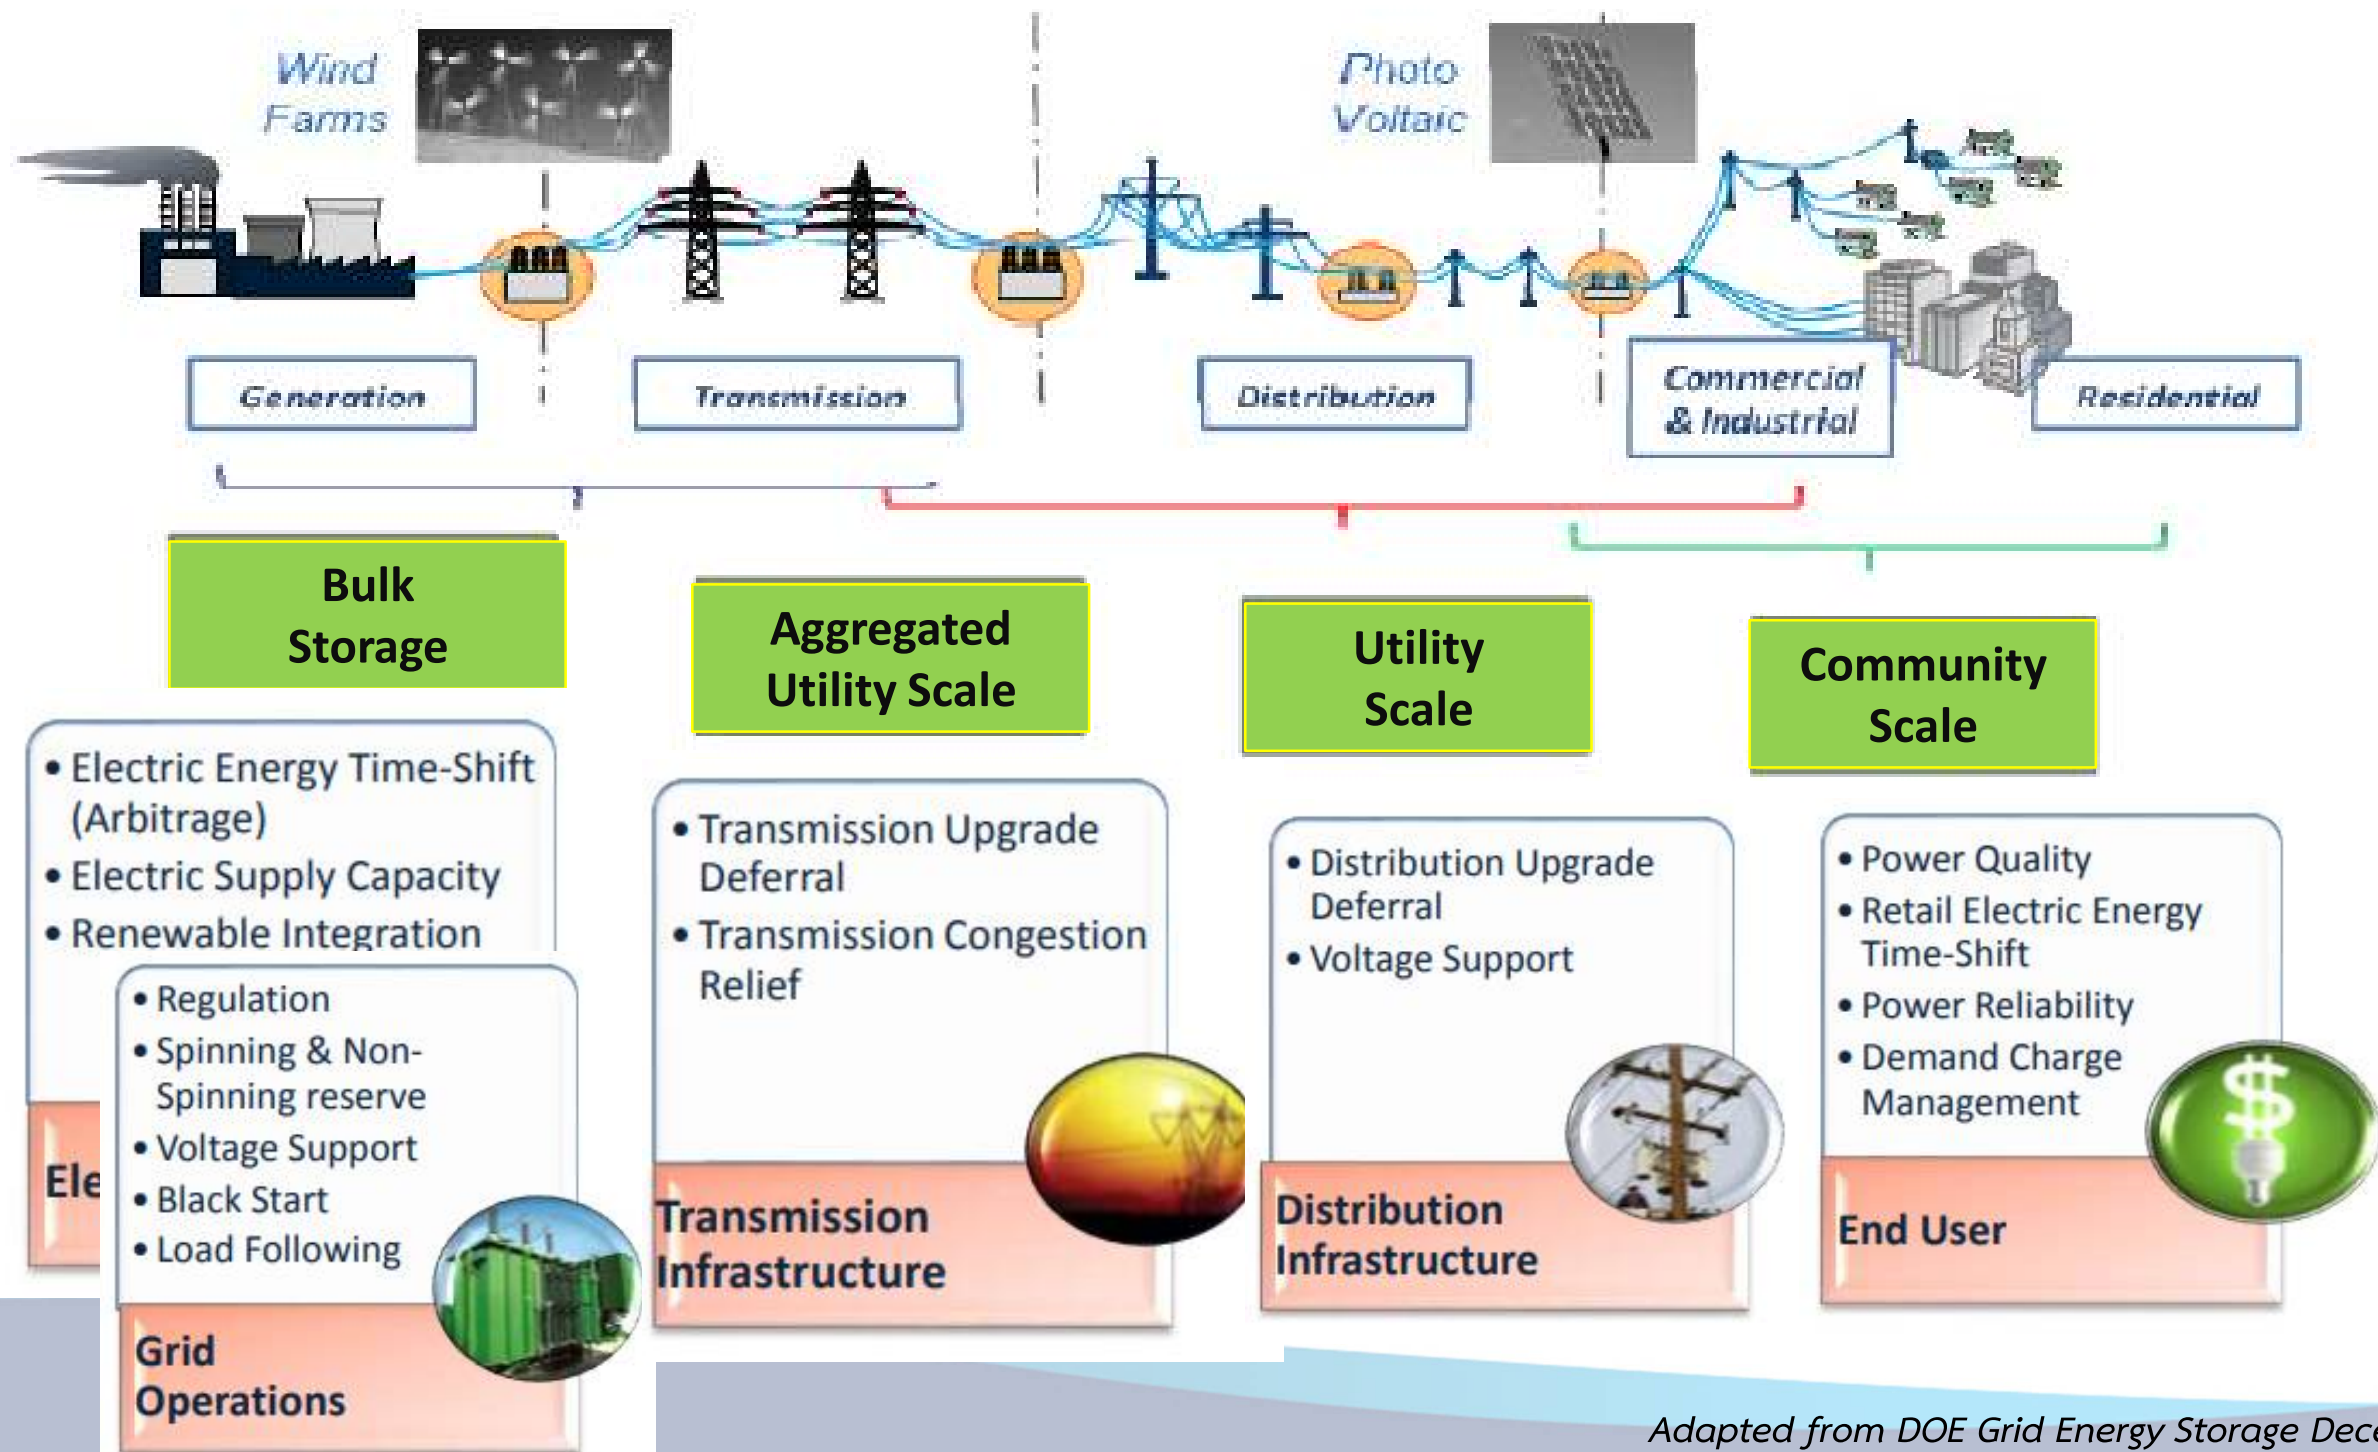 Wind
Farms
Photo
Voltaic
Generation
Transmission
Distribution
Commercial
& Industrial
Residential
Bulk
Storage
Aggregated
Utility Scale
Utility
Scale
Community
Scale
• Electric Energy Time-Shift
(Arbitrage)
• Electric Supply Capacity
• Renewable Integration
• Regulation
• Spinning & Non-
Spinning reserve
• Voltage Support
• Black Start
• Load Following
Grid
Operations
• Transmission Upgrade
Deferral
• Transmission Congestion
Relief
Transmission
Infrastructure
• Distribution Upgrade
Deferral
• Voltage Support
Distribution
Infrastructure
• Power Quality
• Retail Electric Energy
Time-Shift
• Power Reliability
• Demand Charge
Management
$
End User
Adapted from DOE Grid Energy Storage